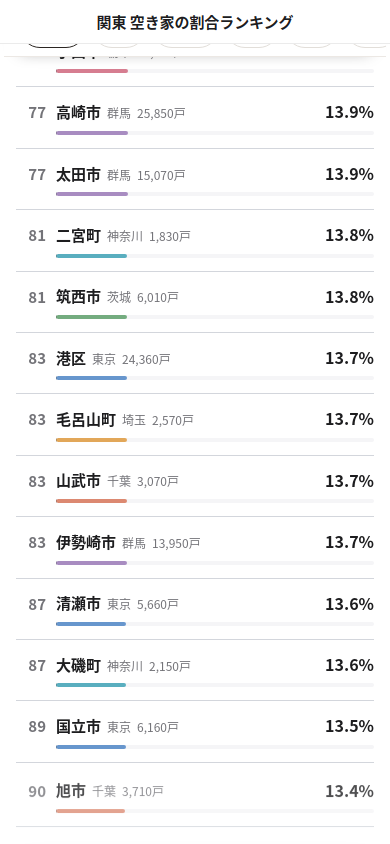 関東 空き家の割合ランキング
77 高崎市 群馬 25,850戸 13.9%
77 太田市 群馬 15,070戸 13.9%
81 二宮町 神奈川 1,830戸 13.8%
81 筑西市 茨城 6,010戸 13.8%
83 港区 東京 24,360戸 13.7%
83 毛呂山町 埼玉 2,570戸 13.7%
83 山武市 千葉 3,070戸 13.7%
83 伊勢崎市 群馬 13,950戸 13.7%
87 清瀬市 東京 5,660戸 13.6%
87 大磯町 神奈川 2,150戸 13.6%
89 国立市 東京 6,160戸 13.5%
90 旭市 千葉 3,710戸 13.4%